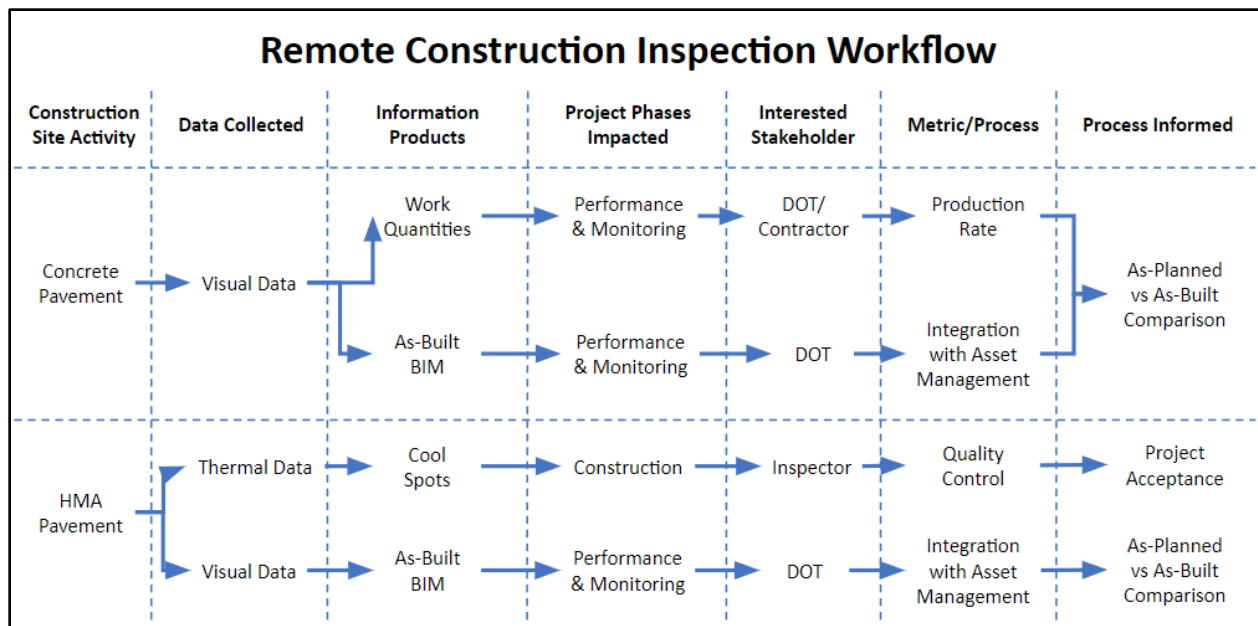 Remote Construction Inspection Workflow
Construction
Site Activity
Data Collected
Information
Products
Project Phases
Impacted
Interested
Stakeholder
Metric/Process
Process Informed
Concrete
Pavement
Visual Data
Work
Quantities
Performance
& Monitoring
DOT/
Contractor
Production
Rate
As-Built
BIM
Performance
& Monitoring
DOT
Integration
with Asset
Management
As-Planned
vs As-Built
Comparison
HMA
Pavement
Thermal Data
Cool
Spots
Construction
Inspector
Quality
Control
Project
Acceptance
Visual Data
As-Built
BIM
Performance
& Monitoring
DOT
Integration
with Asset
Management
As-Planned
vs As-Built
Comparison